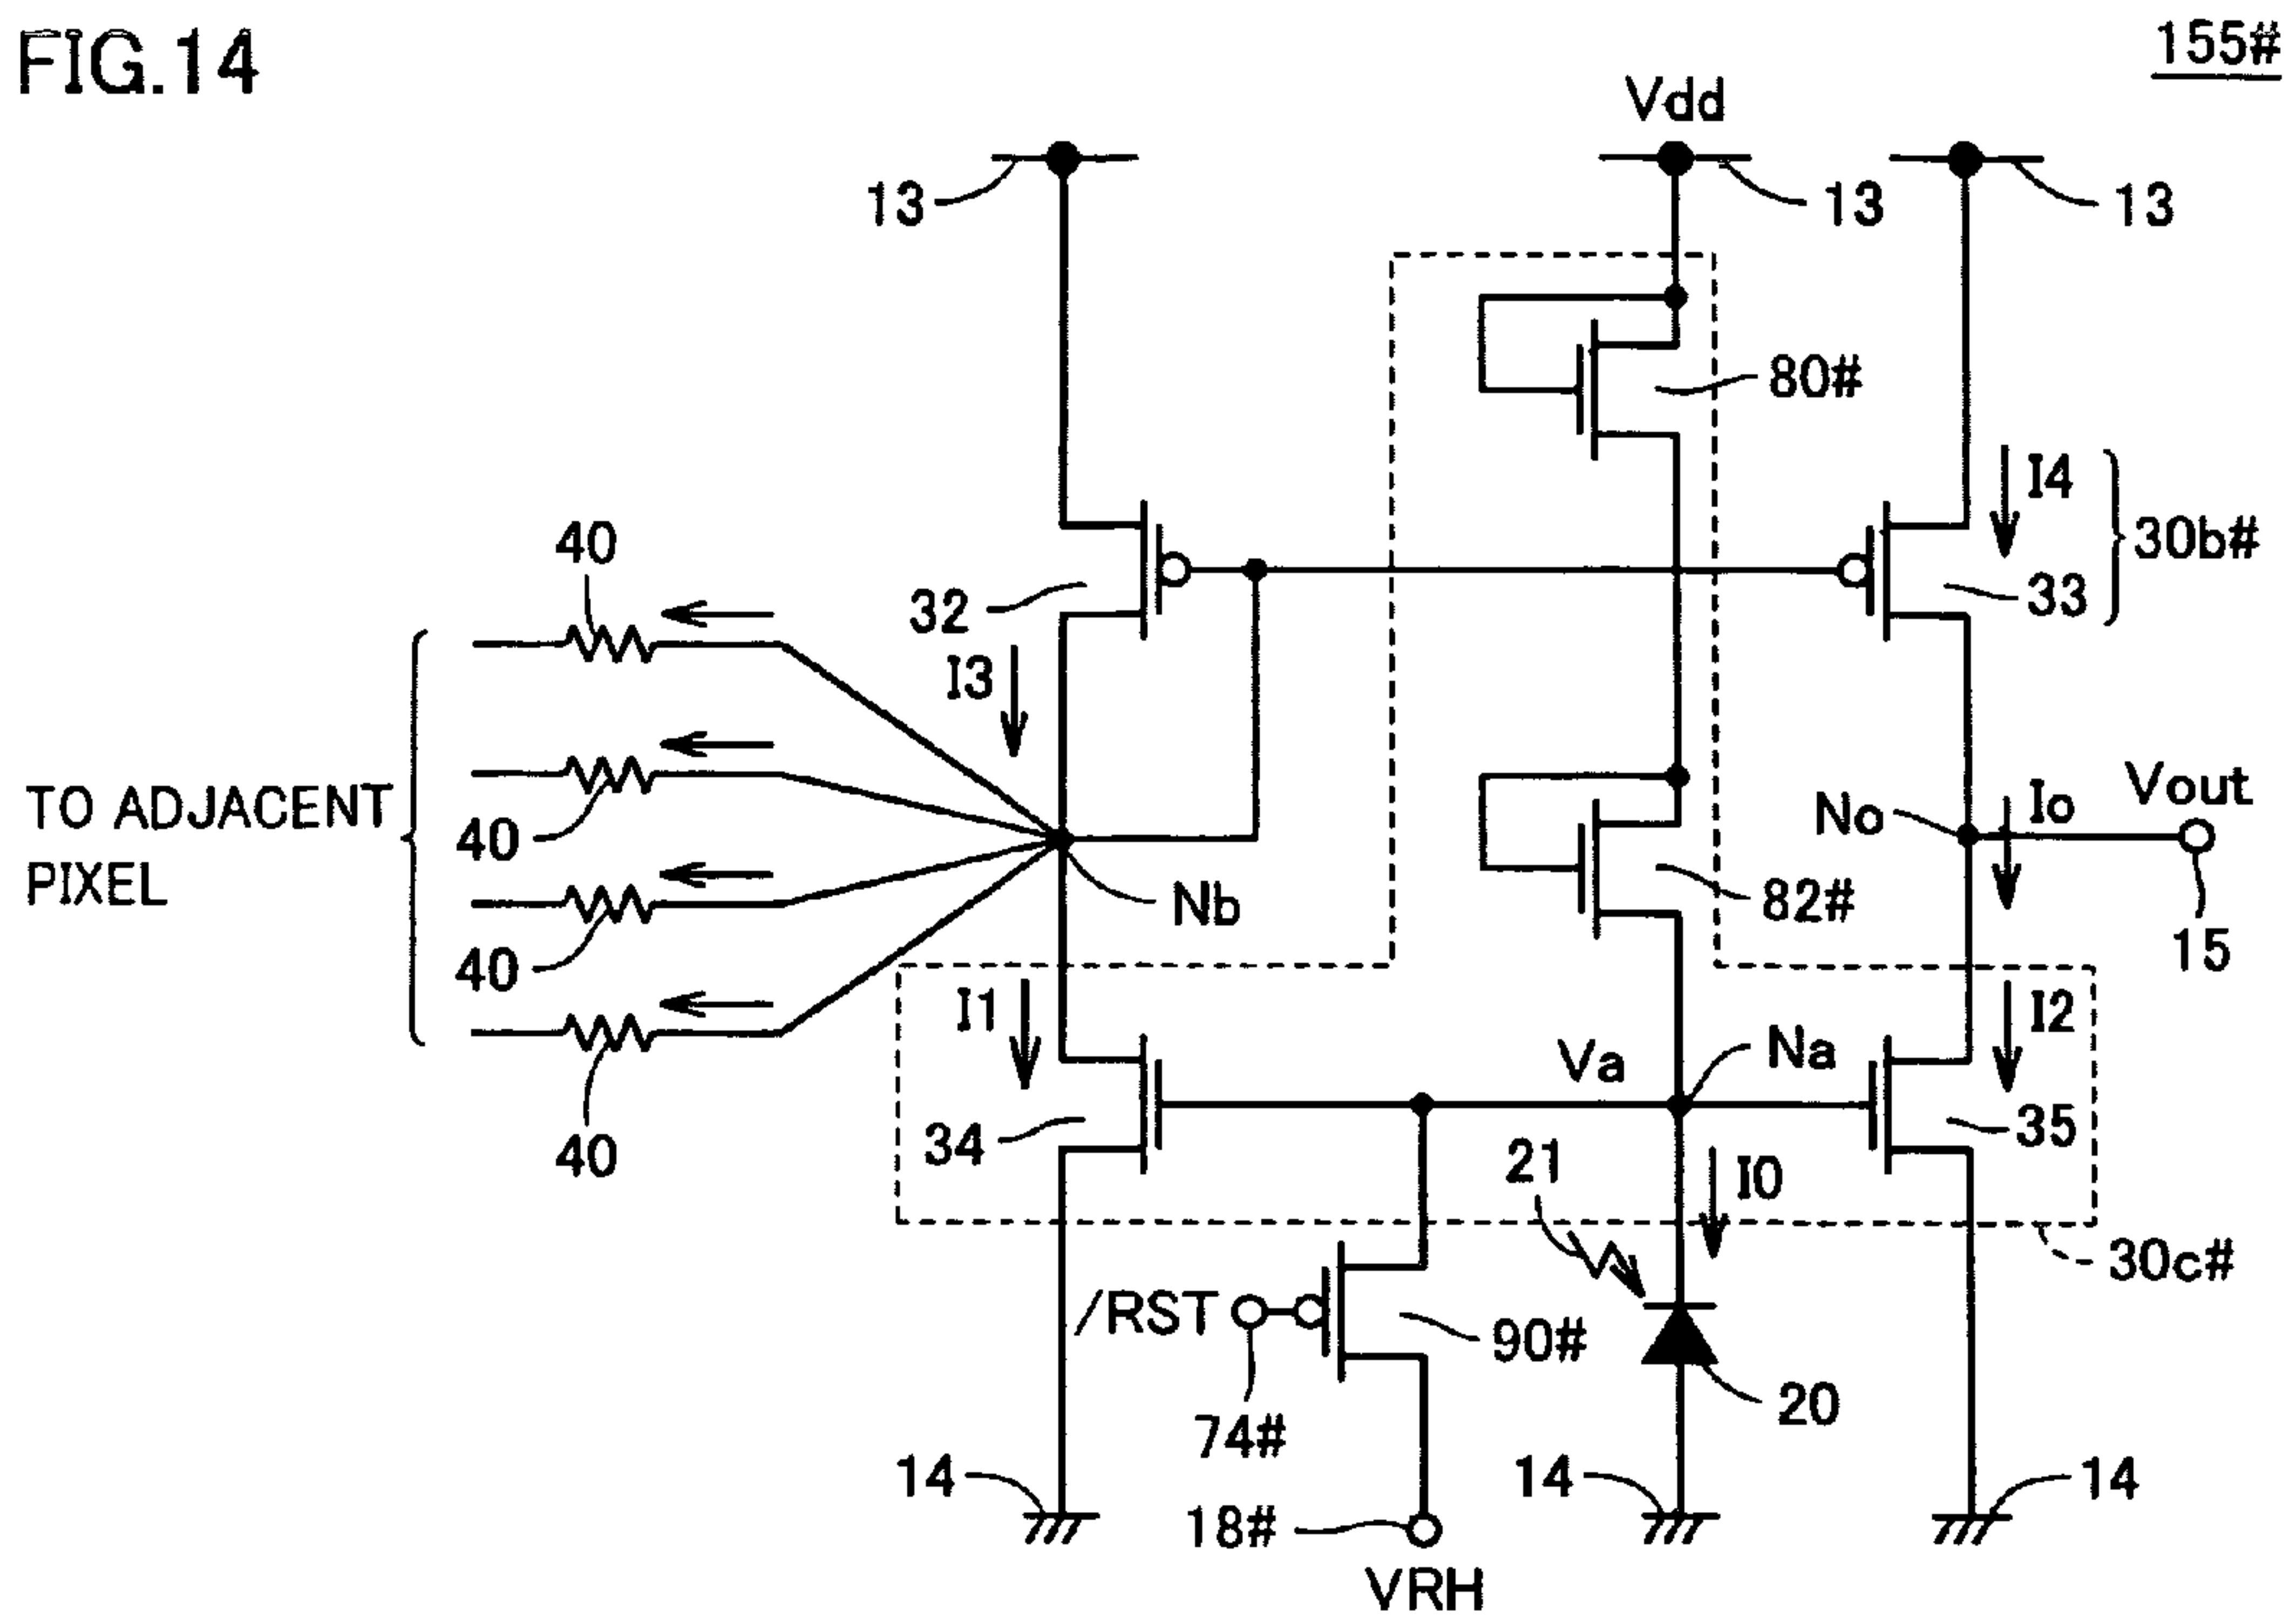 FIG.14
155#
Vdd
13
13
13
80#
I4
30b#
33
40
32
I3
TO ADJACENT
PIXEL
40
Nb
82#
No
Io
Vout
15
40
I1
I2
Va
Na
34
35
40
21
I0
30c#
/RST
90#
74#
20
14
14
14
18#
VRH